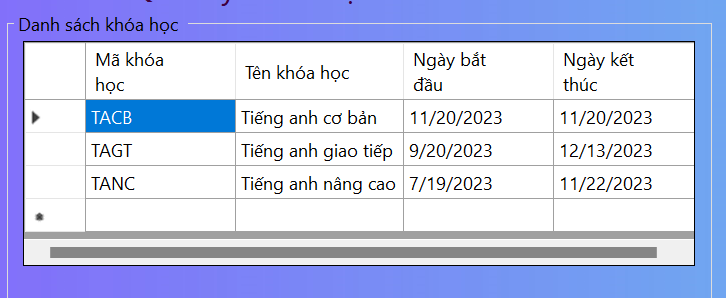 Danh sách khóa học
Mã khóa học Tên khóa học Ngày bắt đầu Ngày kết thúc
TACB Tiếng anh cơ bản 11/20/2023 11/20/2023
TAGT Tiếng anh giao tiếp 9/20/2023 12/13/2023
TANC Tiếng anh nâng cao 7/19/2023 11/22/2023